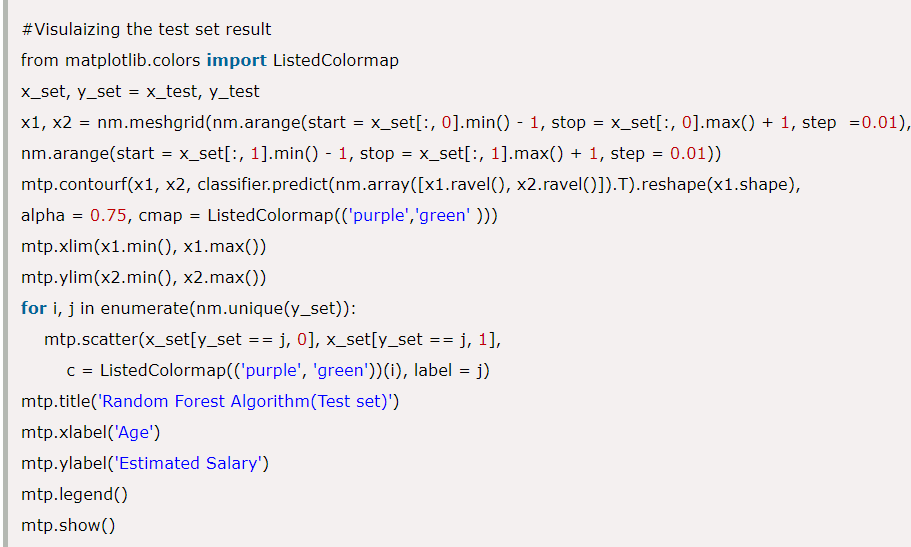 #Visulaizing the test set result
from matplotlib.colors import ListedColormap
x_set, y_set = x_test, y_test
x1, x2 = nm.meshgrid(nm.arange(start = x_set[:, 0].min() - 1, stop = x_set[:, 0].max() + 1, step  =0.01),
nm.arange(start = x_set[:, 1].min() - 1, stop = x_set[:, 1].max() + 1, step = 0.01))
mtp.contourf(x1, x2, classifier.predict(nm.array([x1.ravel(), x2.ravel()]).T).reshape(x1.shape),
alpha = 0.75, cmap = ListedColormap(('purple','green' )))
mtp.xlim(x1.min(), x1.max())
mtp.ylim(x2.min(), x2.max())
for i, j in enumerate(nm.unique(y_set)):
    mtp.scatter(x_set[y_set == j, 0], x_set[y_set == j, 1],
        c = ListedColormap(('purple', 'green'))(i), label = j)
mtp.title('Random Forest Algorithm(Test set)')
mtp.xlabel('Age')
mtp.ylabel('Estimated Salary')
mtp.legend()
mtp.show()